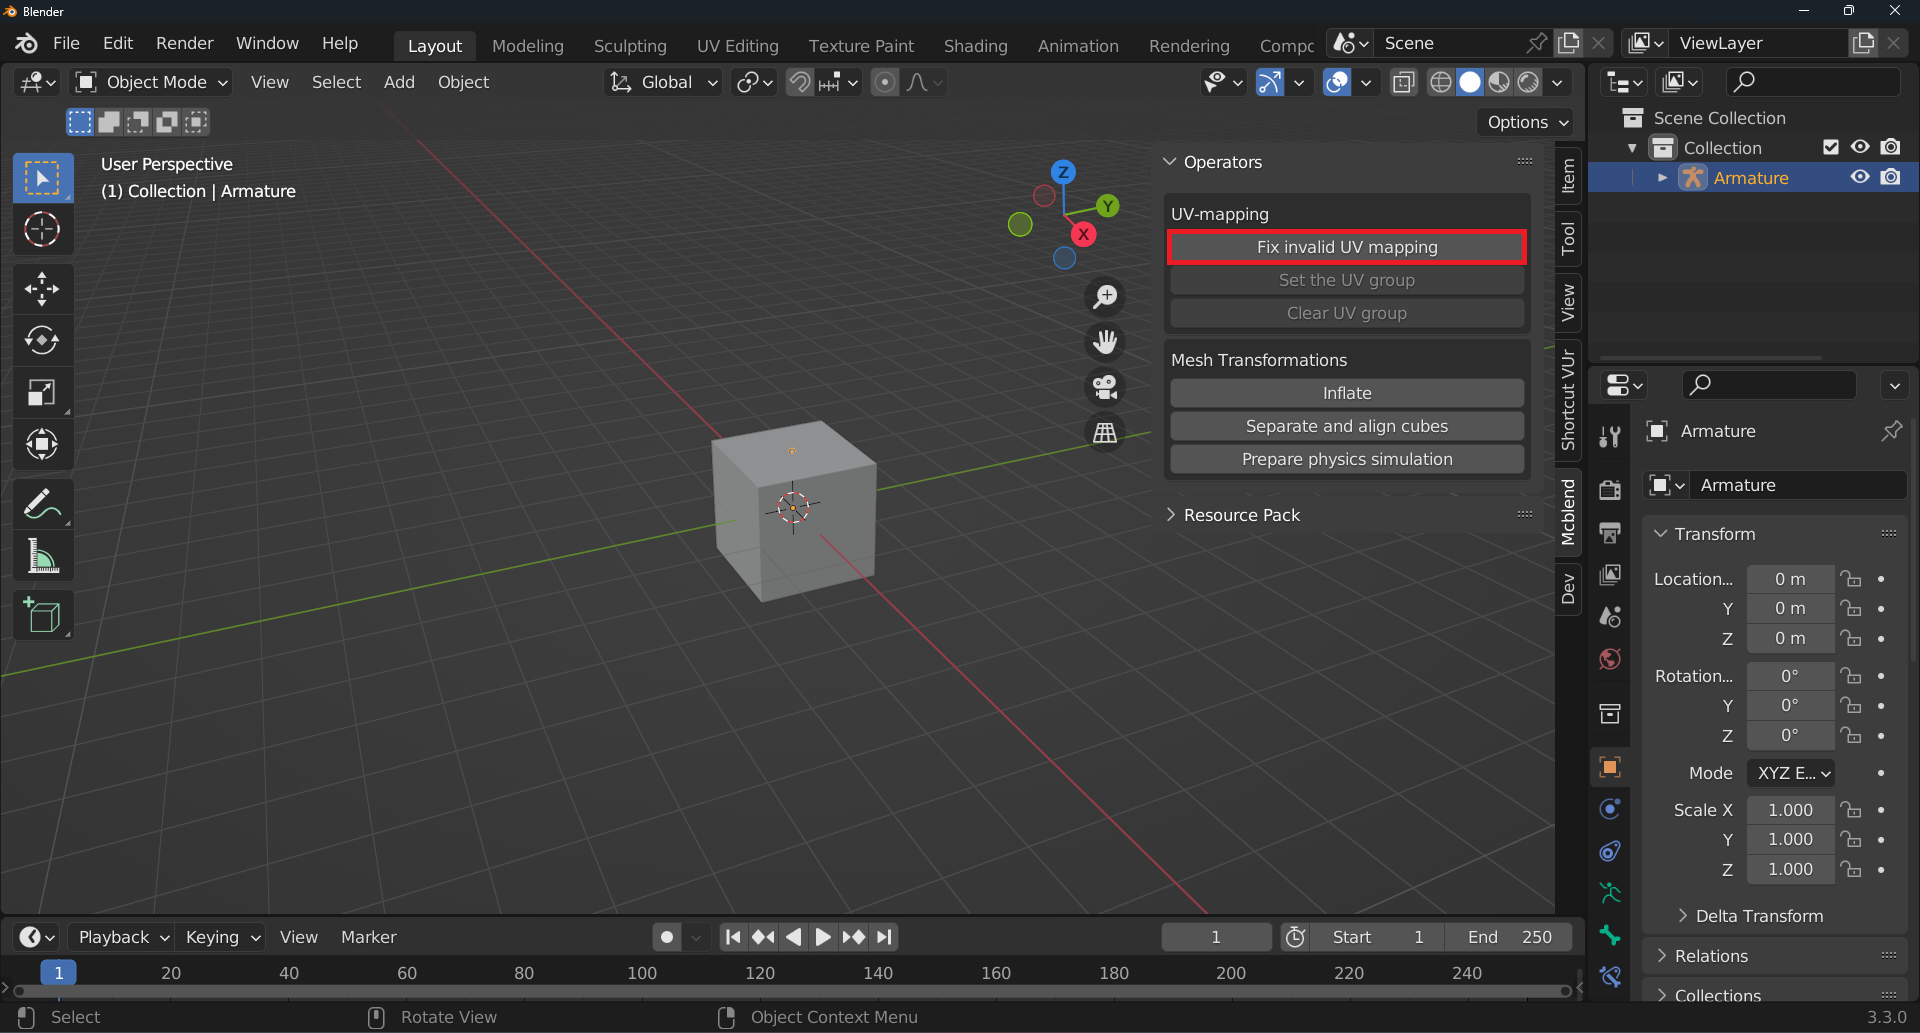 Blender
File Edit Render Window Help Layout Modeling Sculpting UV Editing Texture Paint Shading Animation Rendering Compc Scene ViewLayer
Object Mode View Select Add Object Global
Options
Scene Collection
Collection
Armature
User Perspective
(1) Collection | Armature
Z
Y
X
Operators
UV-mapping
Fix invalid UV mapping
Set the UV group
Clear UV group
Mesh Transformations
Inflate
Separate and align cubes
Prepare physics simulation
Resource Pack
Item
Tool
View
Shortcut VUr
Mcblend
Dev
Armature
Armature
Transform
Location... 0 m
Y 0 m
Z 0 m
Rotation... 0°
Y 0°
Z 0°
Mode XYZ E...
Scale X 1.000
Y 1.000
Z 1.000
Delta Transform
Relations
Collections
Playback Keying View Marker 1 Start 1 End 250
1 20 40 60 80 100 120 140 160 180 200 220 240
Select Rotate View Object Context Menu 3.3.0